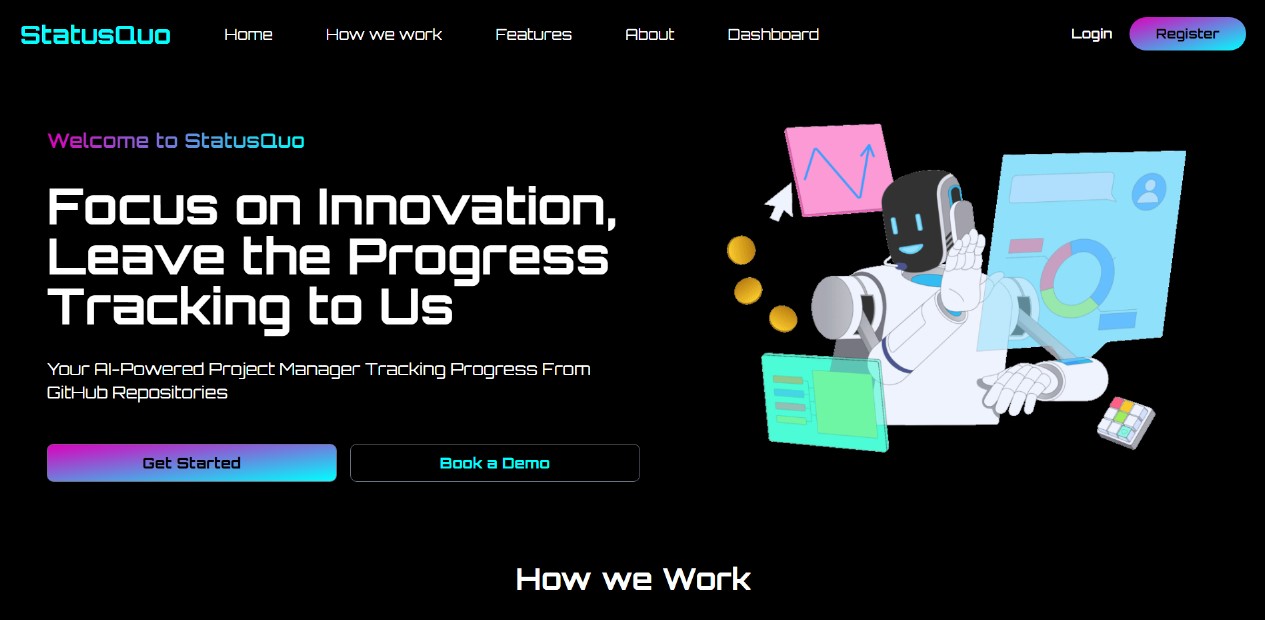 StatusQuo
Home
How we work
Features
About
Dashboard
Login
Register
Welcome to StatusQuo
Focus on Innovation,
Leave the Progress
Tracking to Us
Your AI-Powered Project Manager Tracking Progress From
GitHub Repositories
Get Started
Book a Demo
How we Work